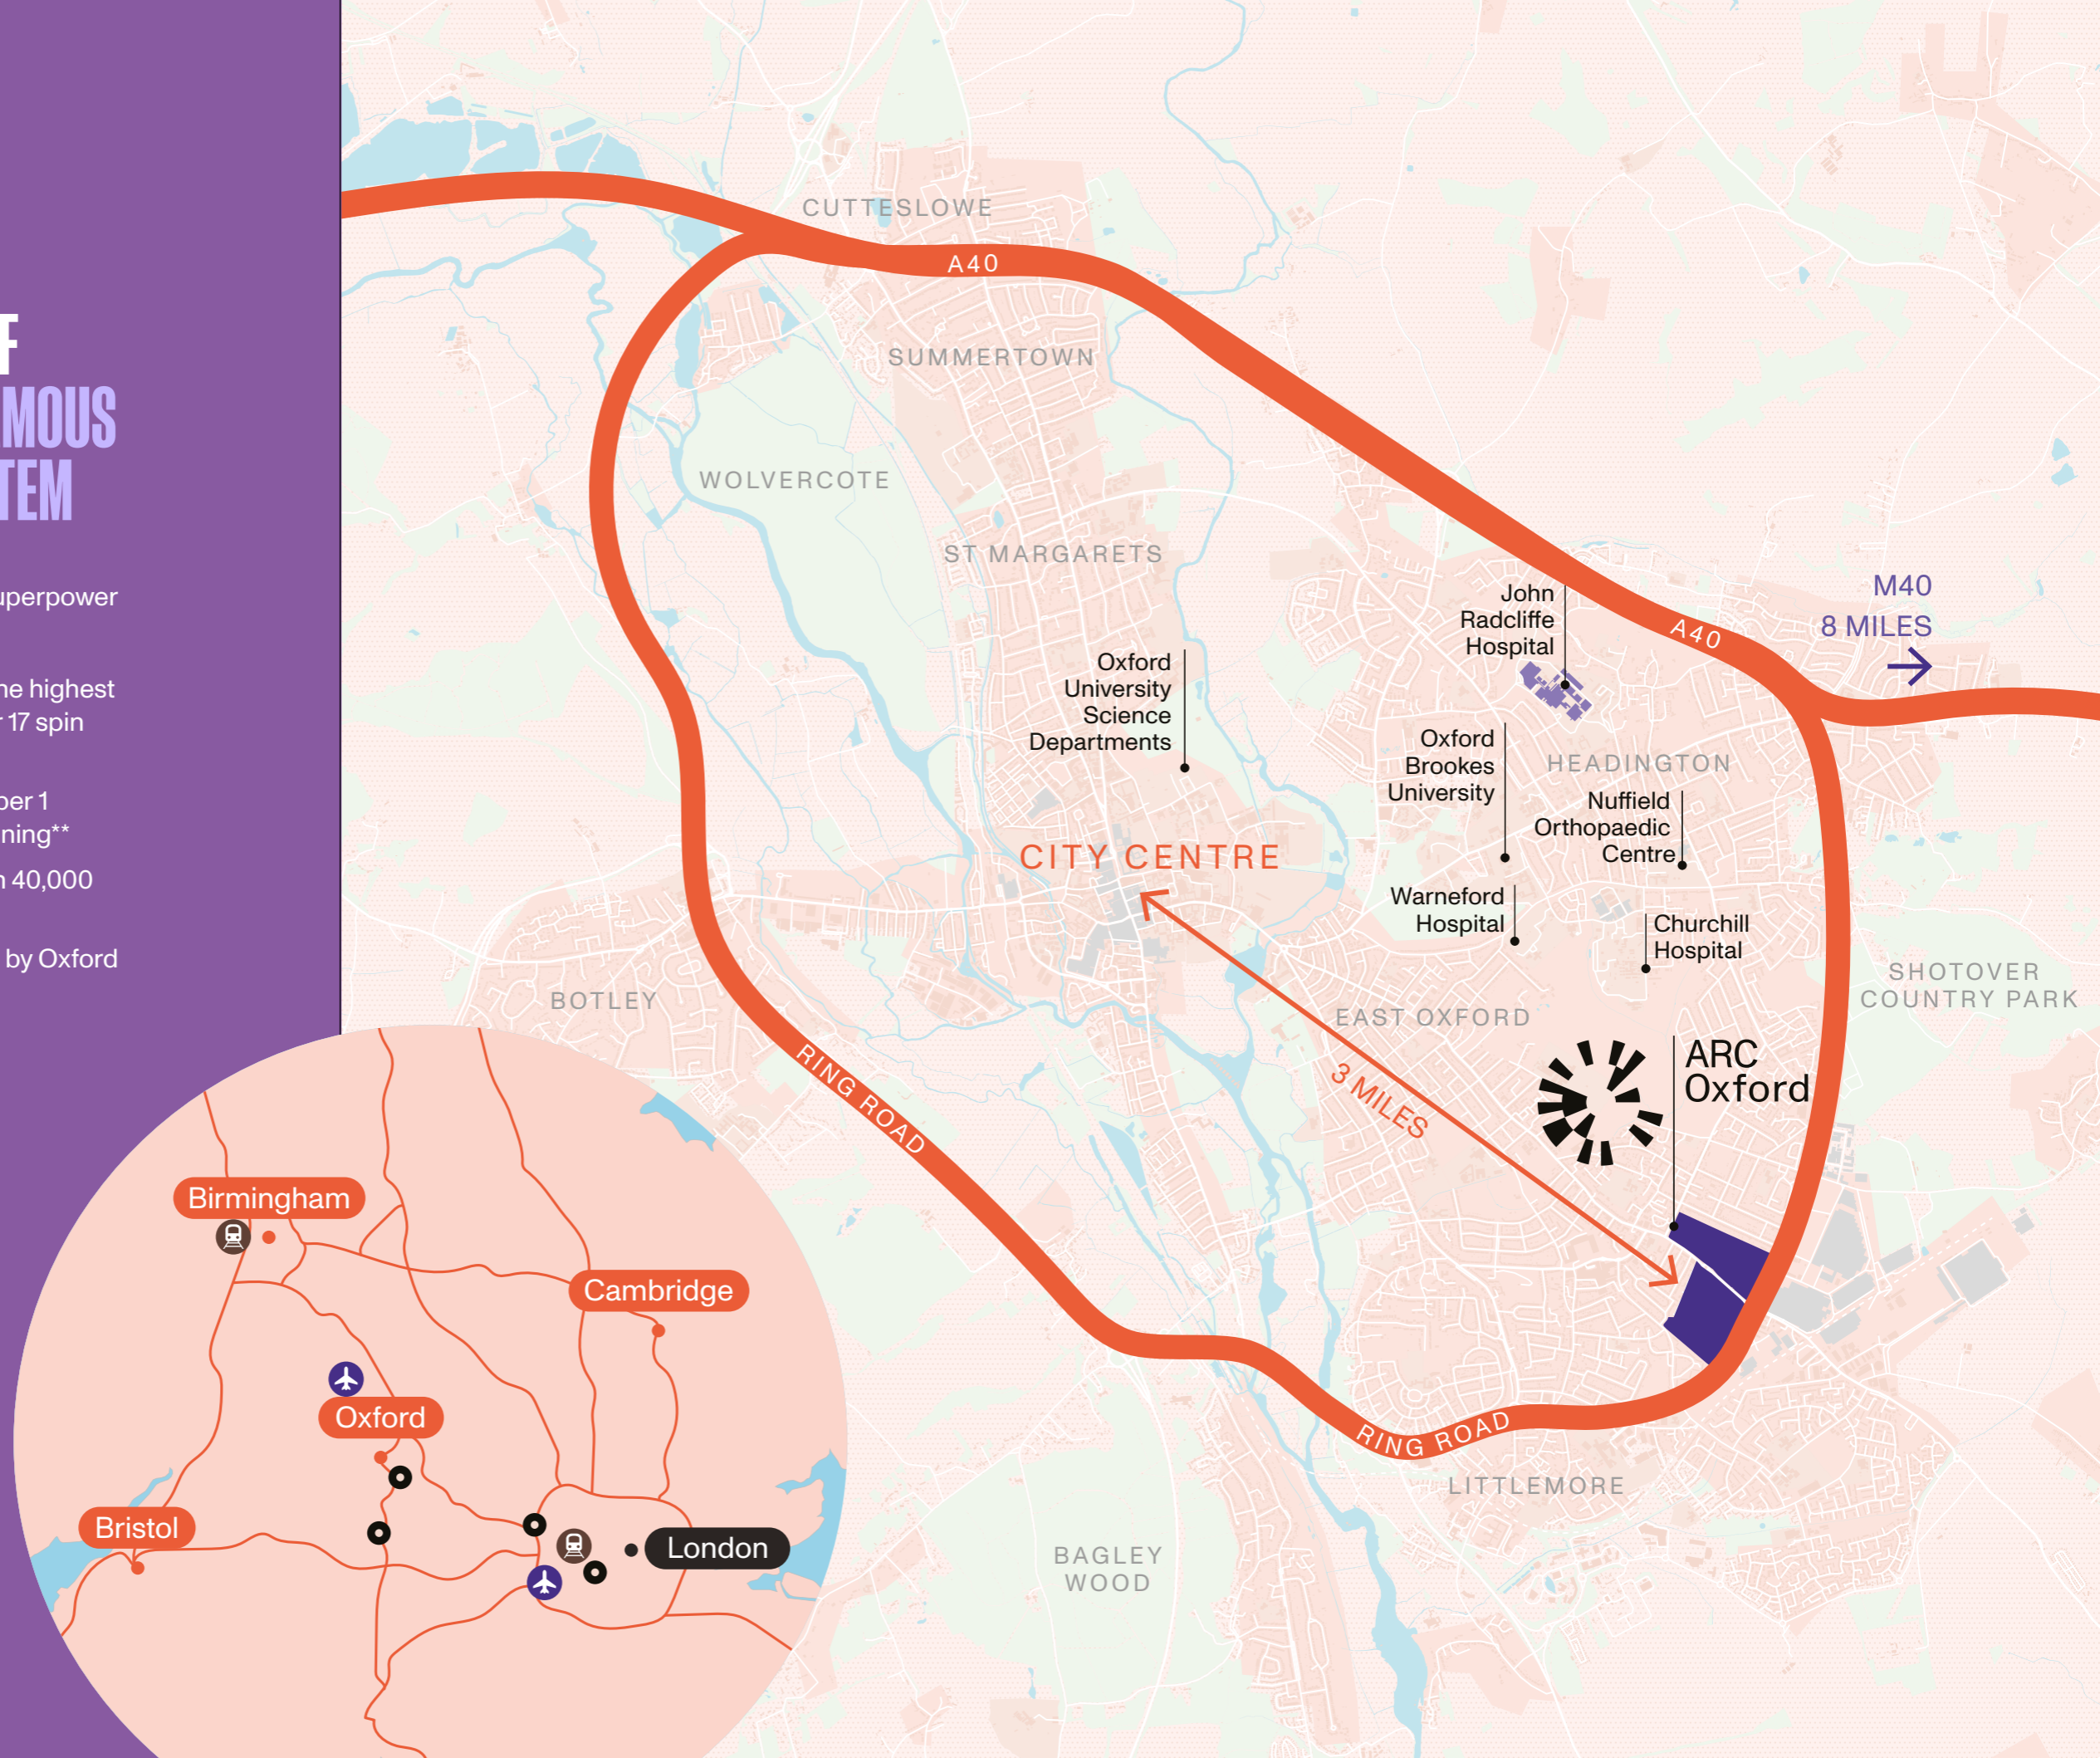 F
MOUS
TEM
uperpower
ne highest
r 17 spin
per 1
ning**
n 40,000
by Oxford
CUTTESLOWE
A40
SUMMERTOWN
WOLVERCOTE
ST MARGARETS
John
Radcliffe
Hospital
A40
M40
8 MILES
Oxford
University
Science
Departments
Oxford
Brookes
University
HEADINGTON
Nuffield
Orthopaedic
Centre
CITY CENTRE
Warneford
Hospital
Churchill
Hospital
SHOTOVER
COUNTRY PARK
BOTLEY
EAST OXFORD
RING ROAD
3 MILES
ARC
Oxford
RING ROAD
LITTLEMORE
BAGLEY
WOOD
Birmingham
Cambridge
Oxford
Bristol
London